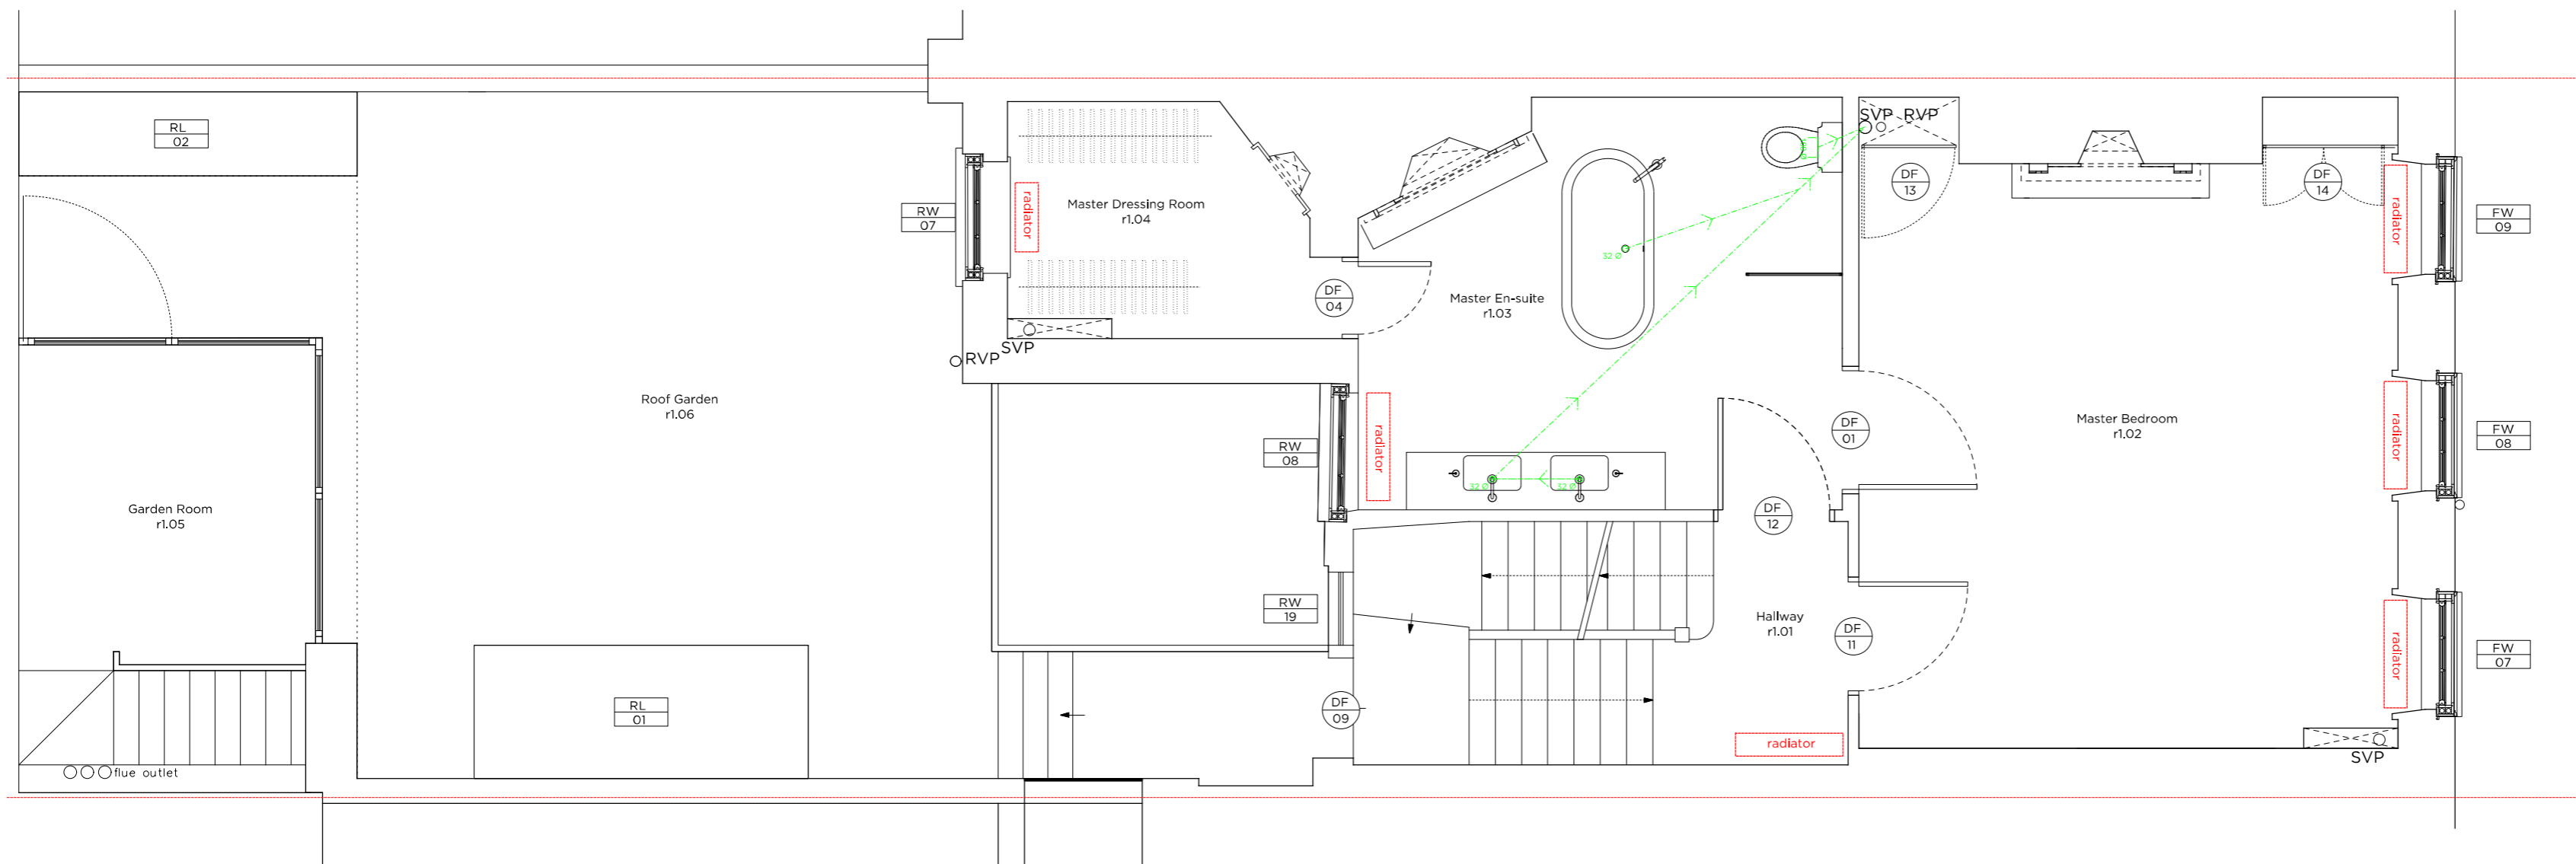 RL
02
RW
07
radiator
Master Dressing Room
r1.04
DF
04
Master En-suite
r1.03
32 Ø
SVP RVP
DF
13
DF
14
radiator
FW
09
RVP
SVP
Roof Garden
r1.06
RW
08
radiator
32 Ø
32 Ø
DF
01
DF
12
Master Bedroom
r1.02
radiator
FW
08
Garden Room
r1.05
RW
19
Hallway
r1.01
DF
11
radiator
FW
07
RL
01
DF
09
radiator
SVP
flue outlet